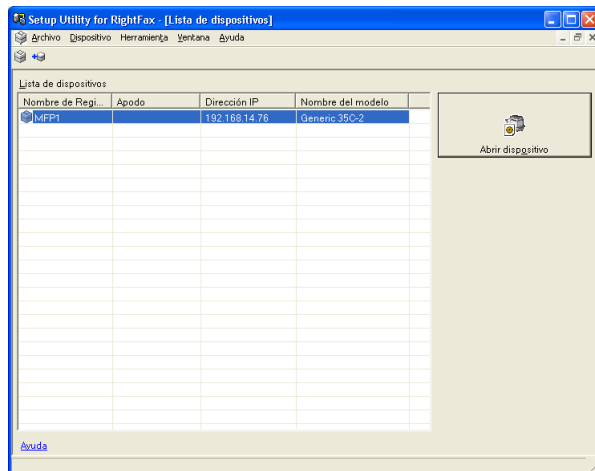 Setup Utility for RightFax - [Lista de dispositivos]
Archivo Dispositivo Herramienta Ventana Ayuda
Lista de dispositivos
Nombre de Regi... Apodo Dirección IP Nombre del modelo
MFP1 192.168.14.76 Generic 35C-2
Abrir dispositivo
Ayuda